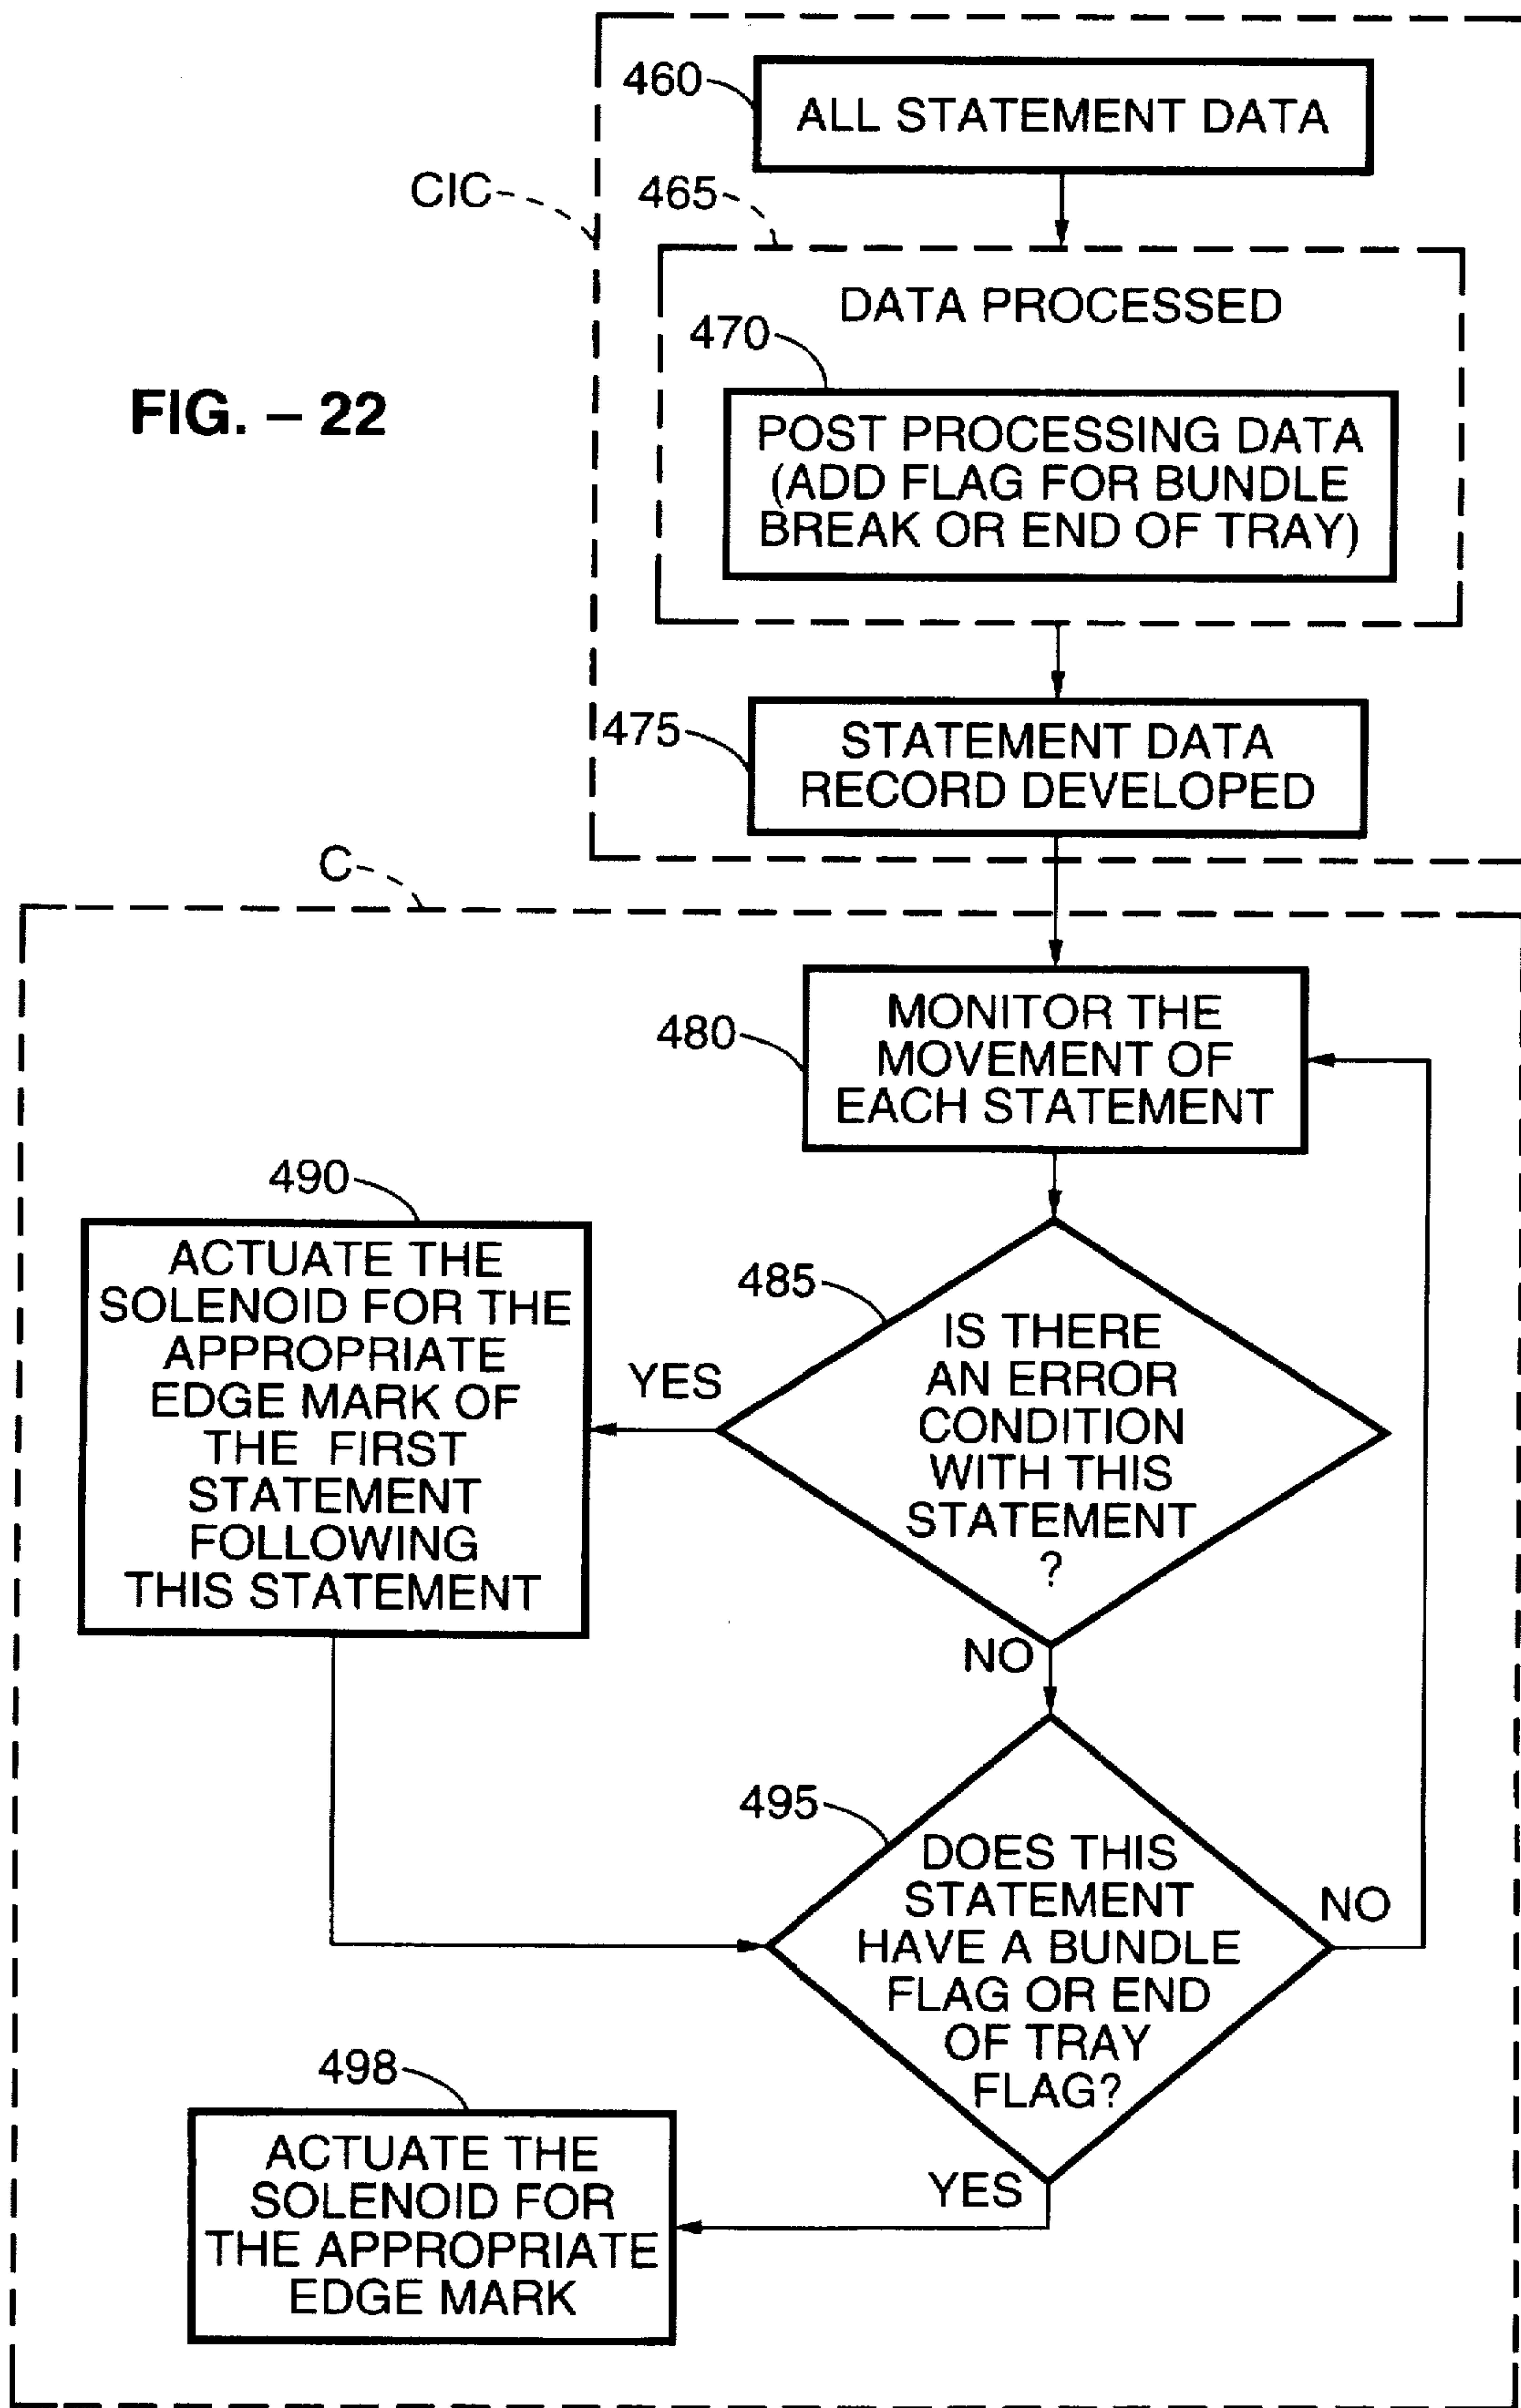 460
ALL STATEMENT DATA
CIC
465
DATA PROCESSED
470
FIG. – 22
POST PROCESSING DATA
(ADD FLAG FOR BUNDLE
BREAK OR END OF TRAY)
475
STATEMENT DATA
RECORD DEVELOPED
C
480
MONITOR THE
MOVEMENT OF
EACH STATEMENT
490
ACTUATE THE
SOLENOID FOR THE
APPROPRIATE
EDGE MARK OF
THE FIRST
STATEMENT
FOLLOWING
THIS STATEMENT
485
YES
IS THERE
AN ERROR
CONDITION
WITH THIS
STATEMENT
?
NO
495
DOES THIS
STATEMENT
HAVE A BUNDLE
FLAG OR END
OF TRAY
FLAG?
NO
YES
498
ACTUATE THE
SOLENOID FOR
THE APPROPRIATE
EDGE MARK